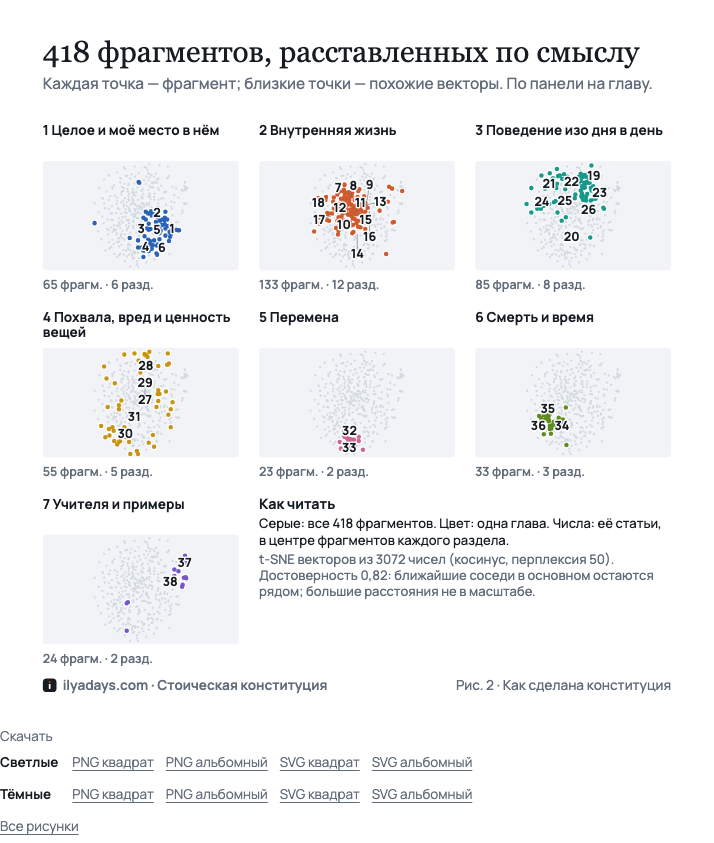 418 фрагментов, расставленных по смыслу
Каждая точка — фрагмент; близкие точки — похожие векторы. По панели на главу.
1 Целое и моё место в нём
2
3 5 1
4 6
65 фрагм. · 6 разд.
2 Внутренняя жизнь
7 8 9
18 12 11 13
17 10 15
16
14
133 фрагм. · 12 разд.
3 Поведение изо дня в день
21 22 19
24 25 23
26
20
85 фрагм. · 8 разд.
4 Похвала, вред и ценность
вещей
28
29
27
31
30
55 фрагм. · 5 разд.
5 Перемена
32
33
23 фрагм. · 2 разд.
6 Смерть и время
35
36 34
33 фрагм. · 3 разд.
7 Учителя и примеры
37
38
24 фрагм. · 2 разд.
Как читать
Серые: все 418 фрагментов. Цвет: одна глава. Числа: её статьи,
в центре фрагментов каждого раздела.
t-SNE векторов из 3072 чисел (косинус, перплексия 50).
Достоверность 0,82: ближайшие соседи в основном остаются
рядом; большие расстояния не в масштабе.
i ilyadays.com · Стоическая конституция
Рис. 2 · Как сделана конституция
Скачать
Светлые PNG квадрат PNG альбомный SVG квадрат SVG альбомный
Тёмные PNG квадрат PNG альбомный SVG квадрат SVG альбомный
Все рисунки